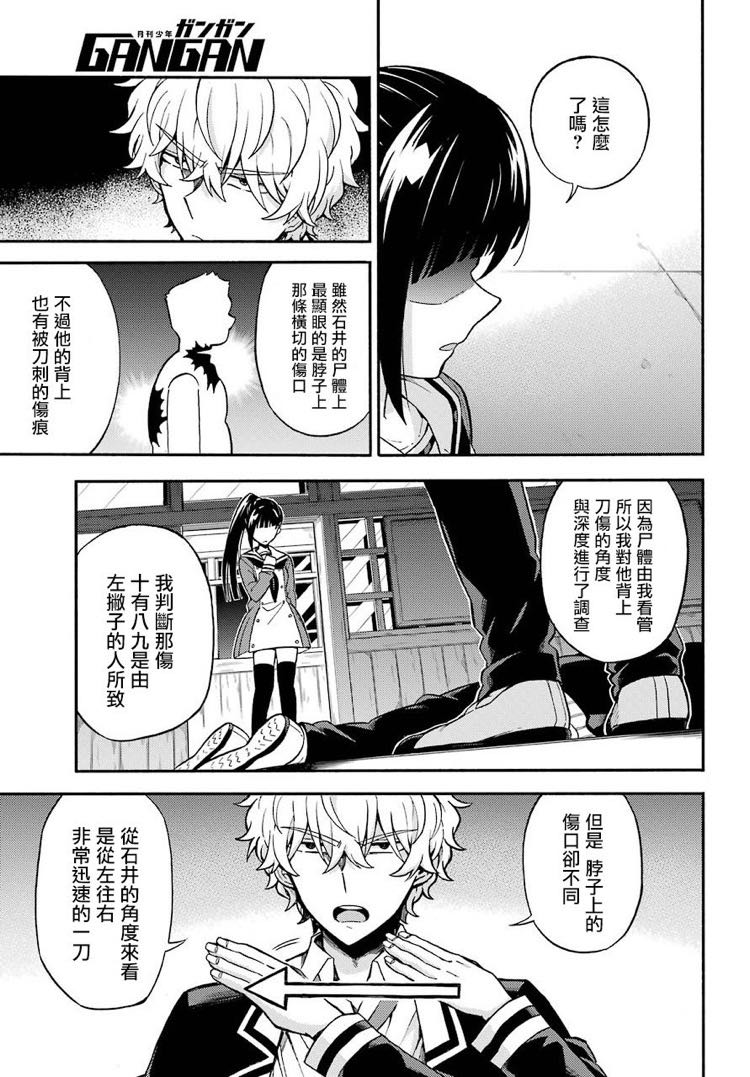 月刊少年
ガンガン
GANGAN
這怎麼
了嗎?
雖然石井的尸體上
最顯眼的是脖子上
那條橫切的傷口
不過他的背上
也有被刀刺的傷痕
因為尸體由我看管
所以我對他背上
刀傷的角度
與深度進行了調查
我判斷那傷
十有八九是由
左撇子的人所致
但是 脖子上的
傷口卻不同
從石井的角度來看
是從左往右
非常迅速的一刀